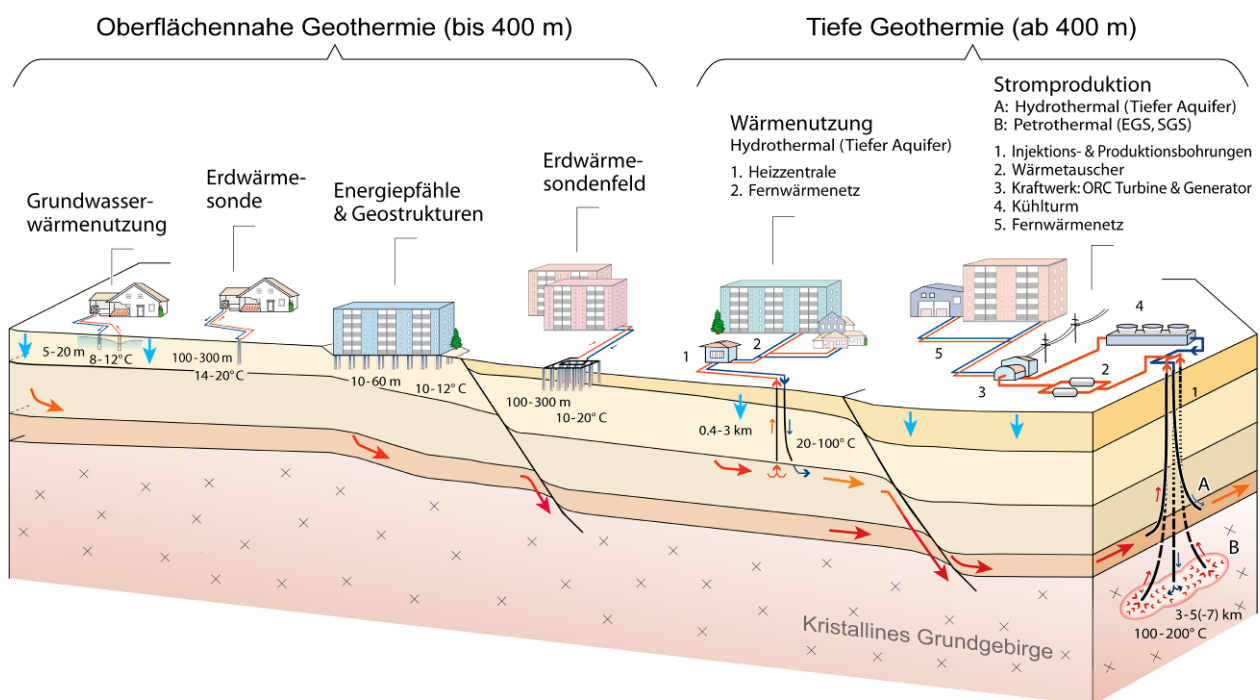 Oberflächennahe Geothermie (bis 400 m)
Tiefe Geothermie (ab 400 m)
Grundwasser-
wärmenutzung
Erdwärme-
sonde
Energiepfähle
& Geostrukturen
Erdwärme-
sondenfeld
Wärmenutzung
Hydrothermal (Tiefer Aquifer)
1. Heizzentrale
2. Fernwärmenetz
Stromproduktion
A: Hydrothermal (Tiefer Aquifer)
B: Petrothermal (EGS, SGS)
1. Injektions- & Produktionsbohrungen
2. Wärmetauscher
3. Kraftwerk: ORC Turbine & Generator
4. Kühlturm
5. Fernwärmenetz
5-20 m
8-12°C
100-300 m
14-20°C
10-60 m
10-12°C
100-300 m
10-20°C
1
2
0.4-3 km
20-100°C
5
3
2
4
1
A
B
3-5(-7) km
100-200°C
Kristallines Grundgebirge